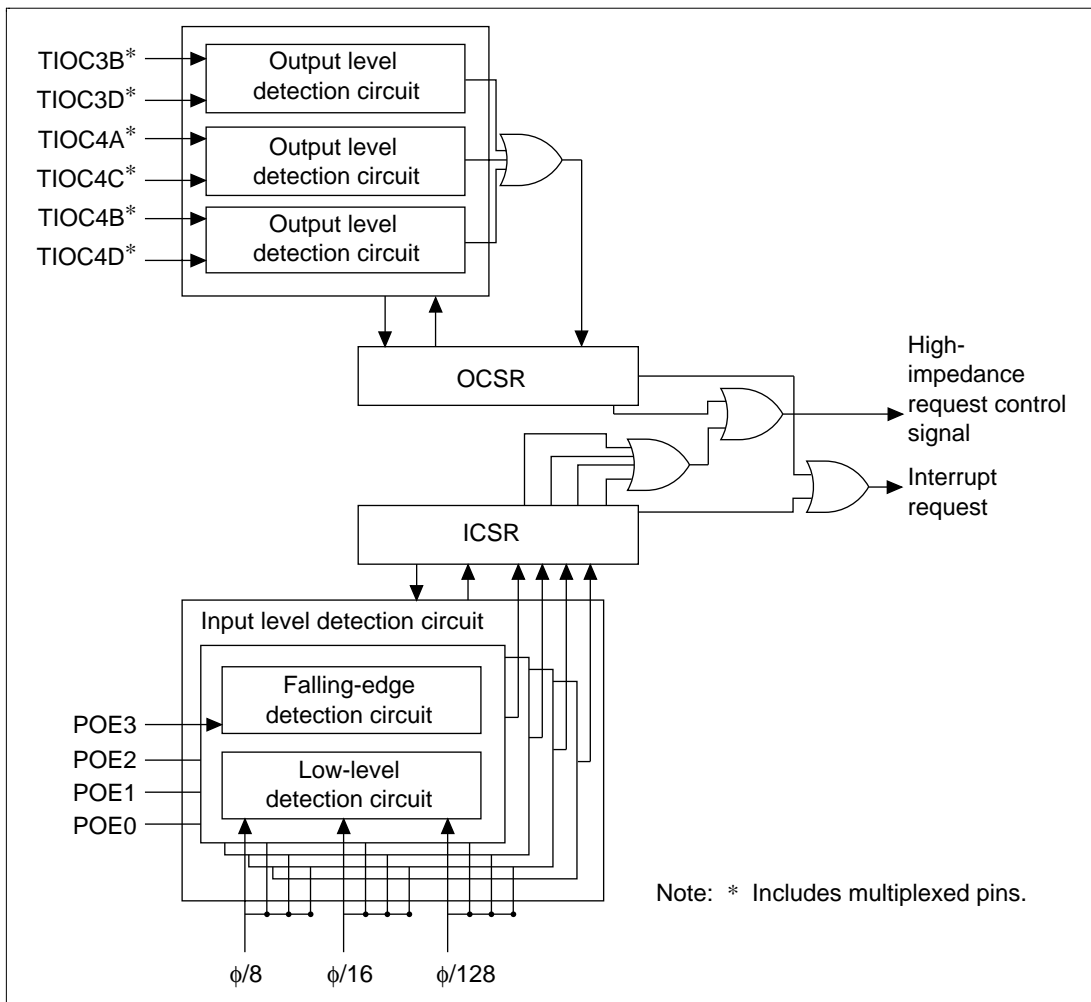 TIOC3B*
TIOC3D*
TIOC4A*
TIOC4C*
TIOC4B*
TIOC4D*
Output level
detection circuit
Output level
detection circuit
Output level
detection circuit
OCSR
High-
impedance
request control
signal
Interrupt
request
ICSR
Input level detection circuit
Falling-edge
detection circuit
Low-level
detection circuit
POE3
POE2
POE1
POE0
Note: * Includes multiplexed pins.
ϕ/8
ϕ/16
ϕ/128